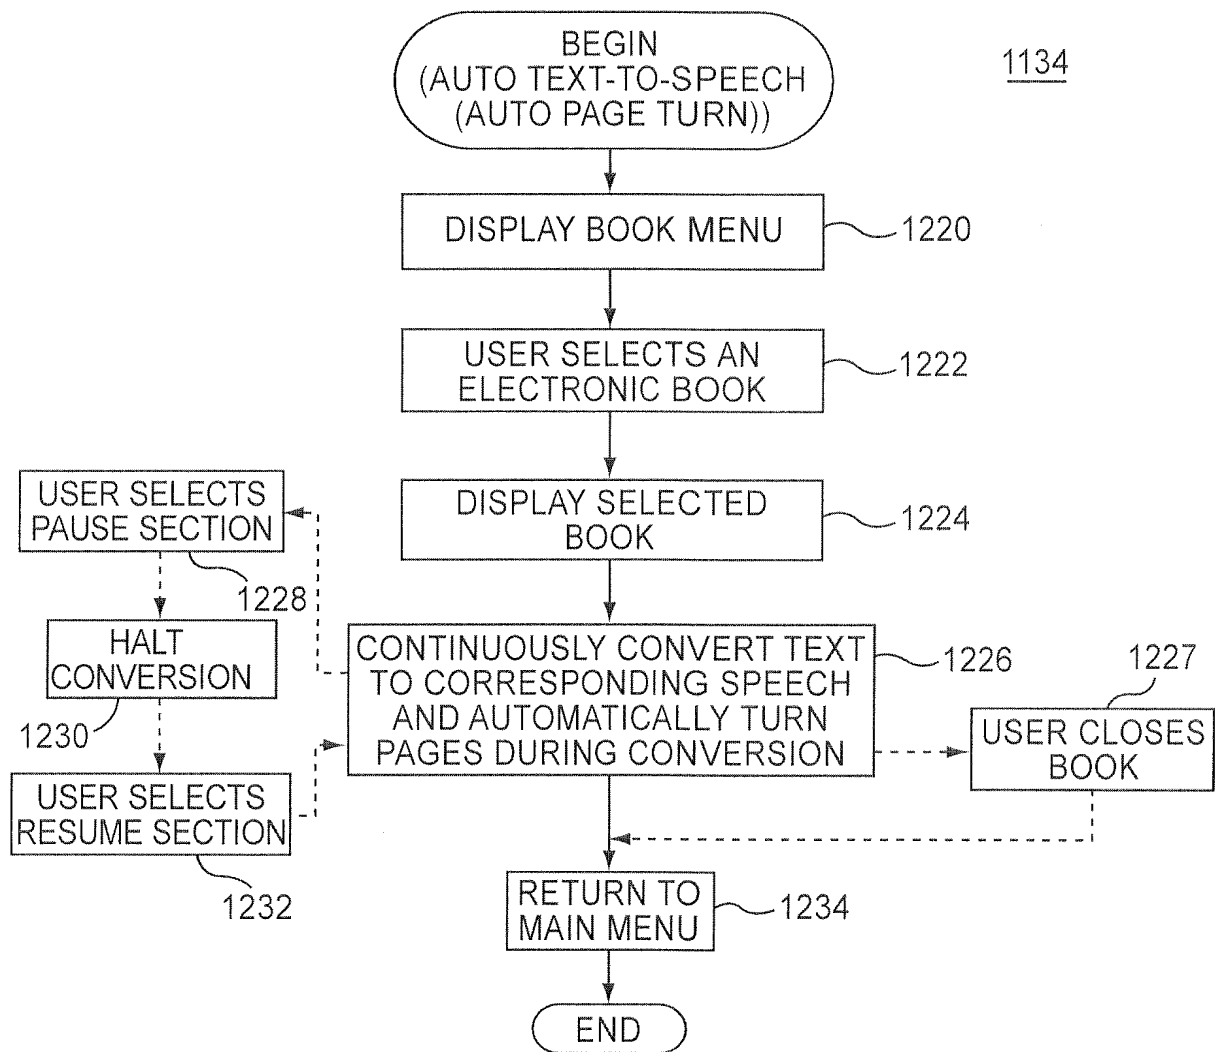 BEGIN
(AUTO TEXT-TO-SPEECH
(AUTO PAGE TURN))
1134
DISPLAY BOOK MENU
1220
USER SELECTS AN
ELECTRONIC BOOK
1222
DISPLAY SELECTED
BOOK
1224
USER SELECTS
PAUSE SECTION
1228
HALT
CONVERSION
1230
USER SELECTS
RESUME SECTION
1232
CONTINUOUSLY CONVERT TEXT
TO CORRESPONDING SPEECH
AND AUTOMATICALLY TURN
PAGES DURING CONVERSION
1226
1227
USER CLOSES
BOOK
RETURN TO
MAIN MENU
1234
END